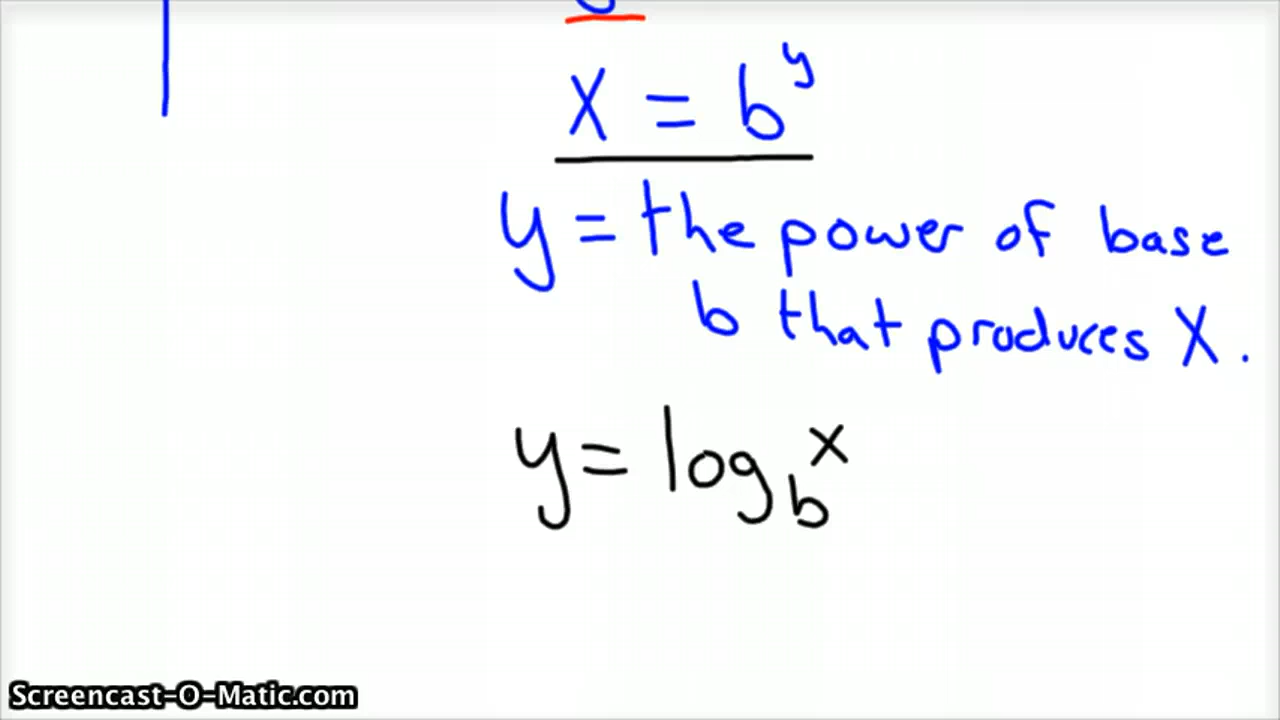 x = b^y
y = the power of base
b that produces X.
y = log_b x
Screencast-O-Matic.com